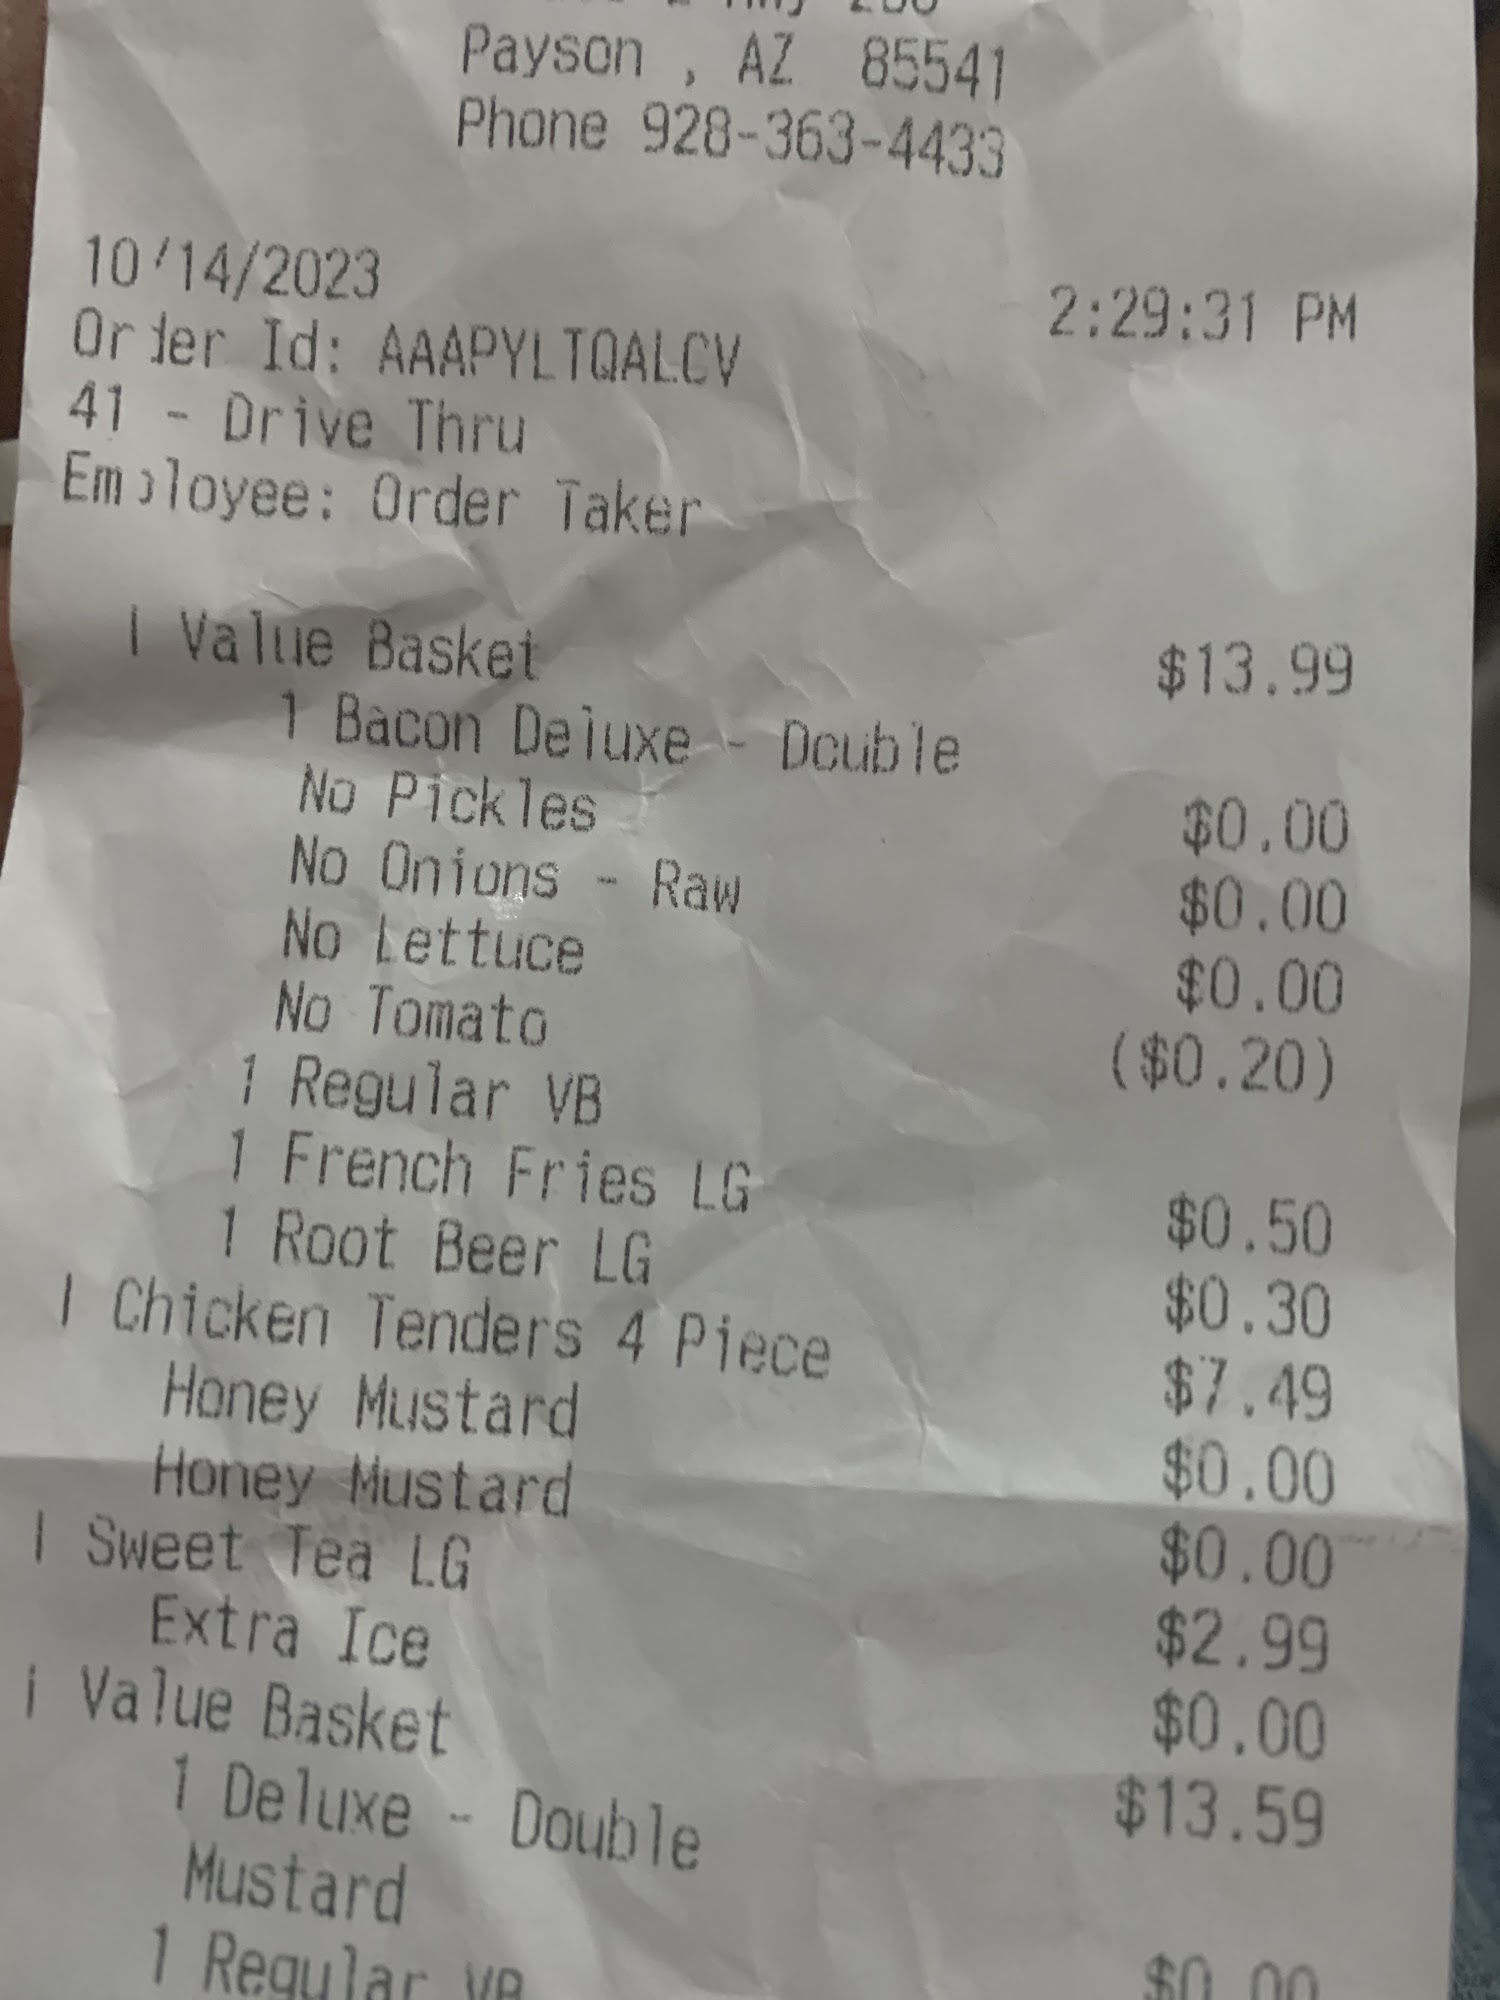 Payson , AZ 85541
Phone 928-363-4433
10/14/2023 2:29:31 PM
Order Id: AAAPYLTQALCV
41 - Drive Thru
Employee: Order Taker
1 Value Basket $13.99
1 Bacon Deluxe - Double
No Pickles $0.00
No Onions - Raw $0.00
No Lettuce $0.00
No Tomato ($0.20)
1 Regular VB
1 French Fries LG $0.50
1 Root Beer LG $0.30
1 Chicken Tenders 4 Piece $7.49
Honey Mustard $0.00
Honey Mustard $0.00
1 Sweet Tea LG $2.99
Extra Ice $0.00
1 Value Basket $13.59
1 Deluxe - Double
Mustard $0.00
1 Regular VB